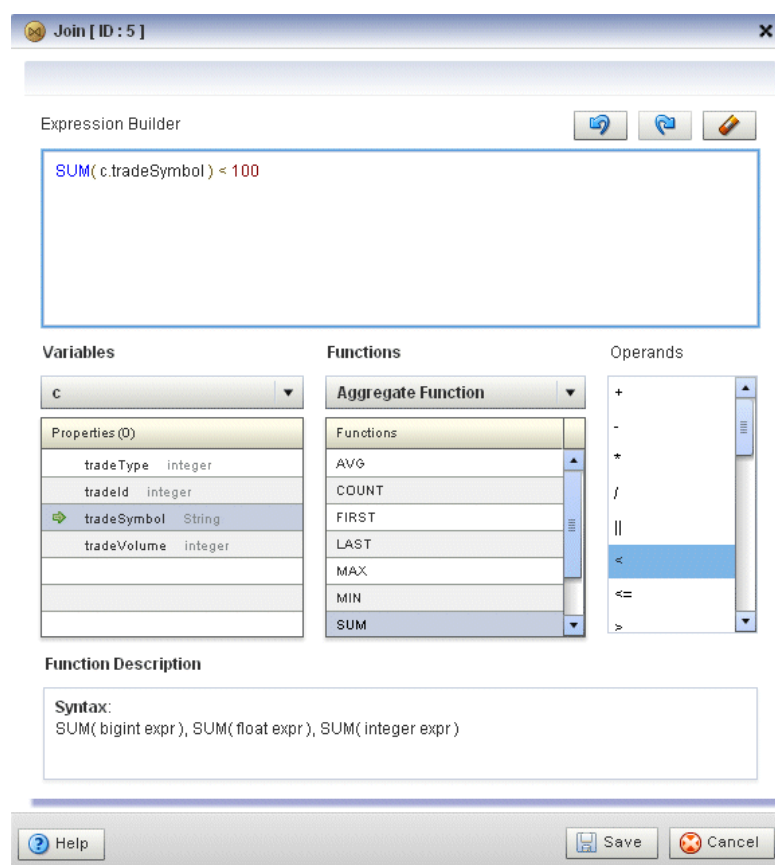 Join [ ID : 5 ]
Expression Builder
SUM( c.tradeSymbol ) < 100
Variables
Functions
Operands
c
Aggregate Function
Properties (0)
tradeType integer
tradeId integer
tradeSymbol String
tradeVolume integer
Functions
AVG
COUNT
FIRST
LAST
MAX
MIN
SUM
+
-
*
/
||
<
<=
>
Function Description
Syntax:
SUM( bigint expr ), SUM( float expr ), SUM( integer expr )
Help
Save
Cancel